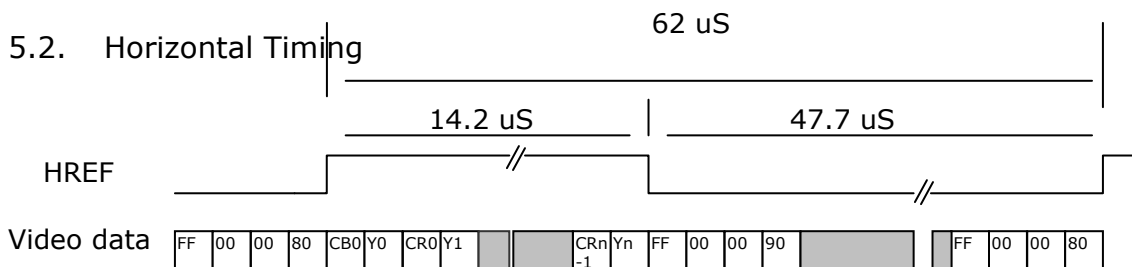 62 uS
5.2. Horizontal Timing
14.2 uS 47.7 uS
HREF
Video data FF 00 00 80 CB0 Y0 CR0 Y1 CRn-1 Yn FF 00 00 90 FF 00 00 80